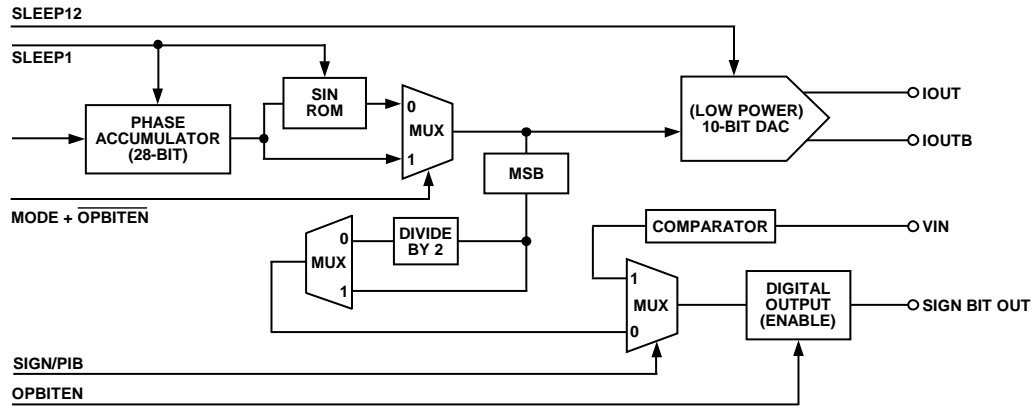 SLEEP12
SLEEP1
SIN
ROM
0
MUX
1
PHASE
ACCUMULATOR
(28-BIT)
(LOW POWER)
10-BIT DAC
IOUT
IOUTB
MSB
MODE + OPBITEN
COMPARATOR
VIN
0
MUX
1
DIVIDE
BY 2
1
MUX
0
DIGITAL
OUTPUT
(ENABLE)
SIGN BIT OUT
SIGN/PIB
OPBITEN